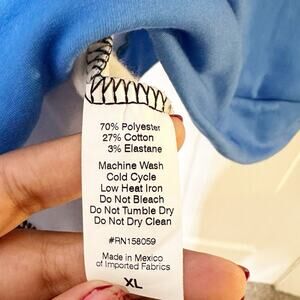 70% Polyester
27% Cotton
3% Elastane
Machine Wash
Cold Cycle
Low Heat Iron
Do Not Bleach
Do Not Tumble Dry
Do Not Dry Clean
#RN158059
Made in Mexico
of Imported Fabrics
XL